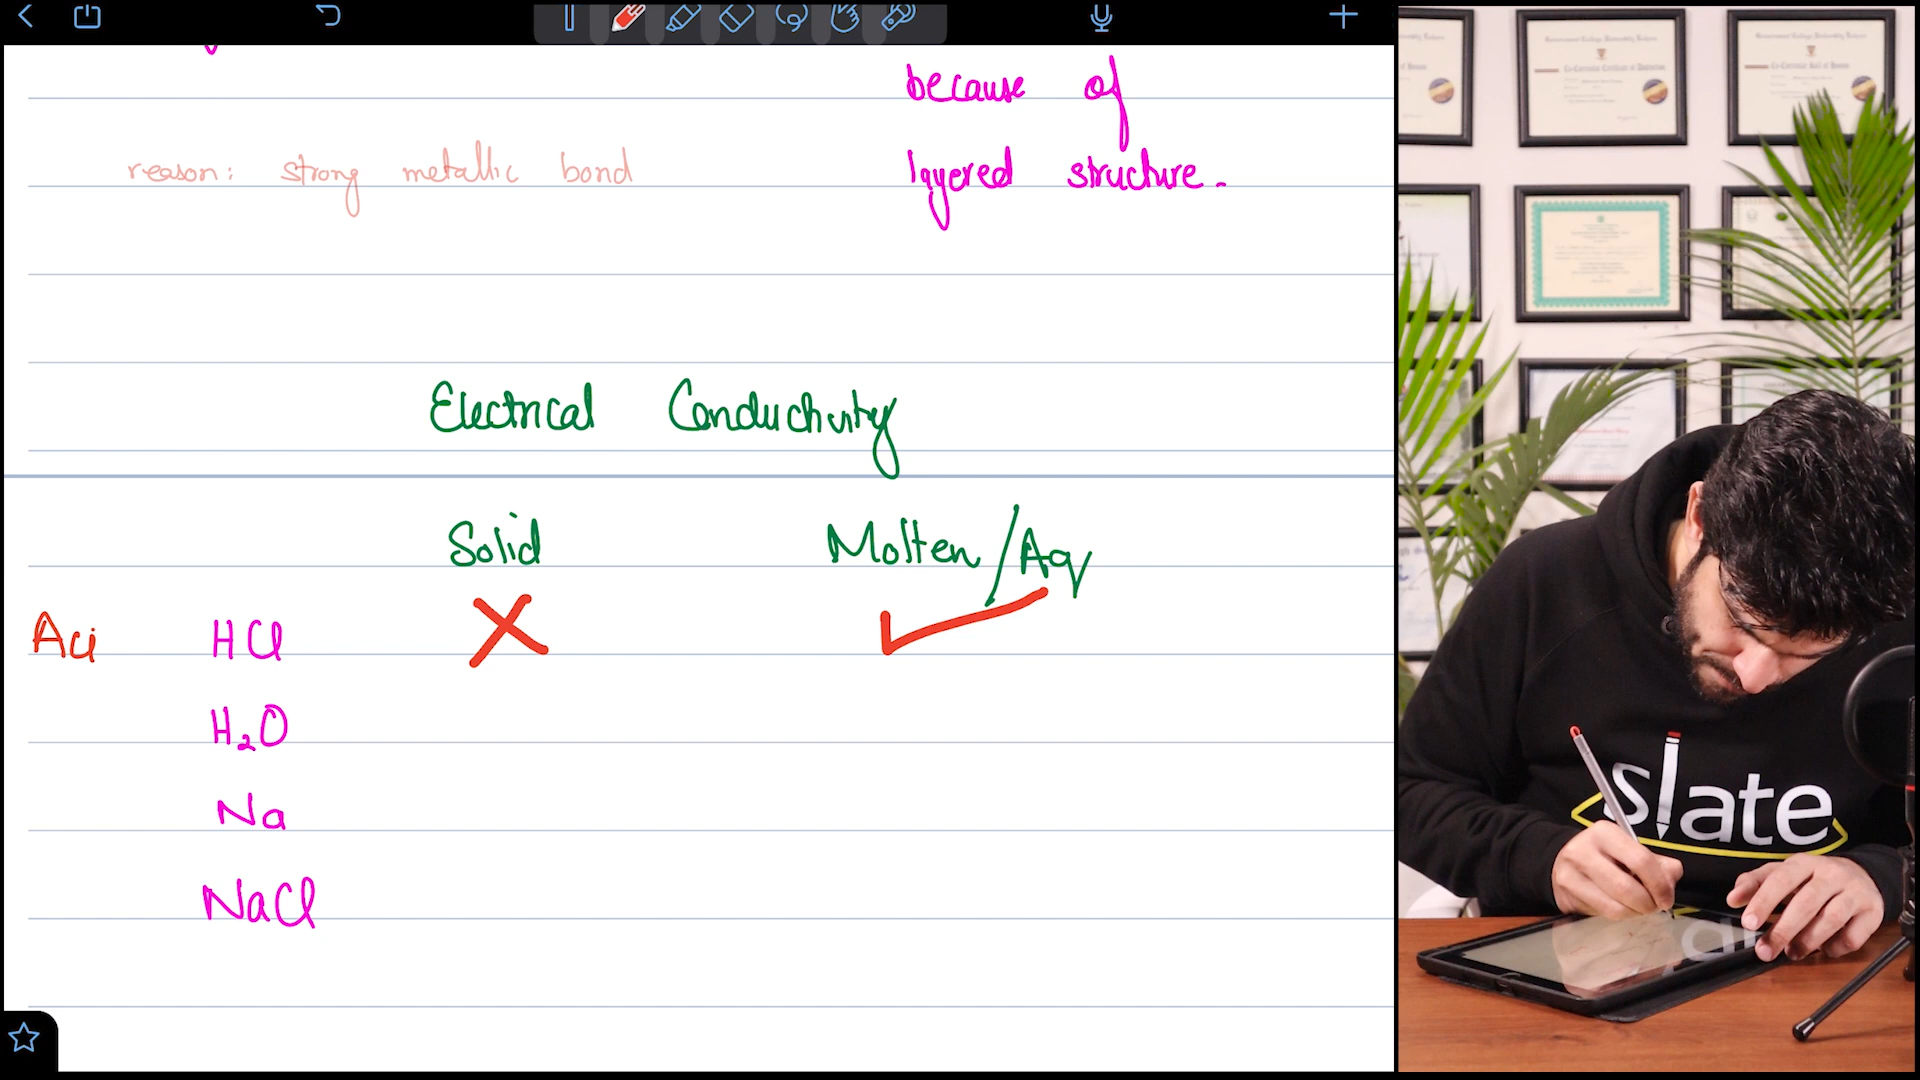 because of
reason: strong metallic bond layered structure.
Electrical Conductivity
Solid Molten/Aq
Aci HCl
H₂O
Na
NaCl
slate